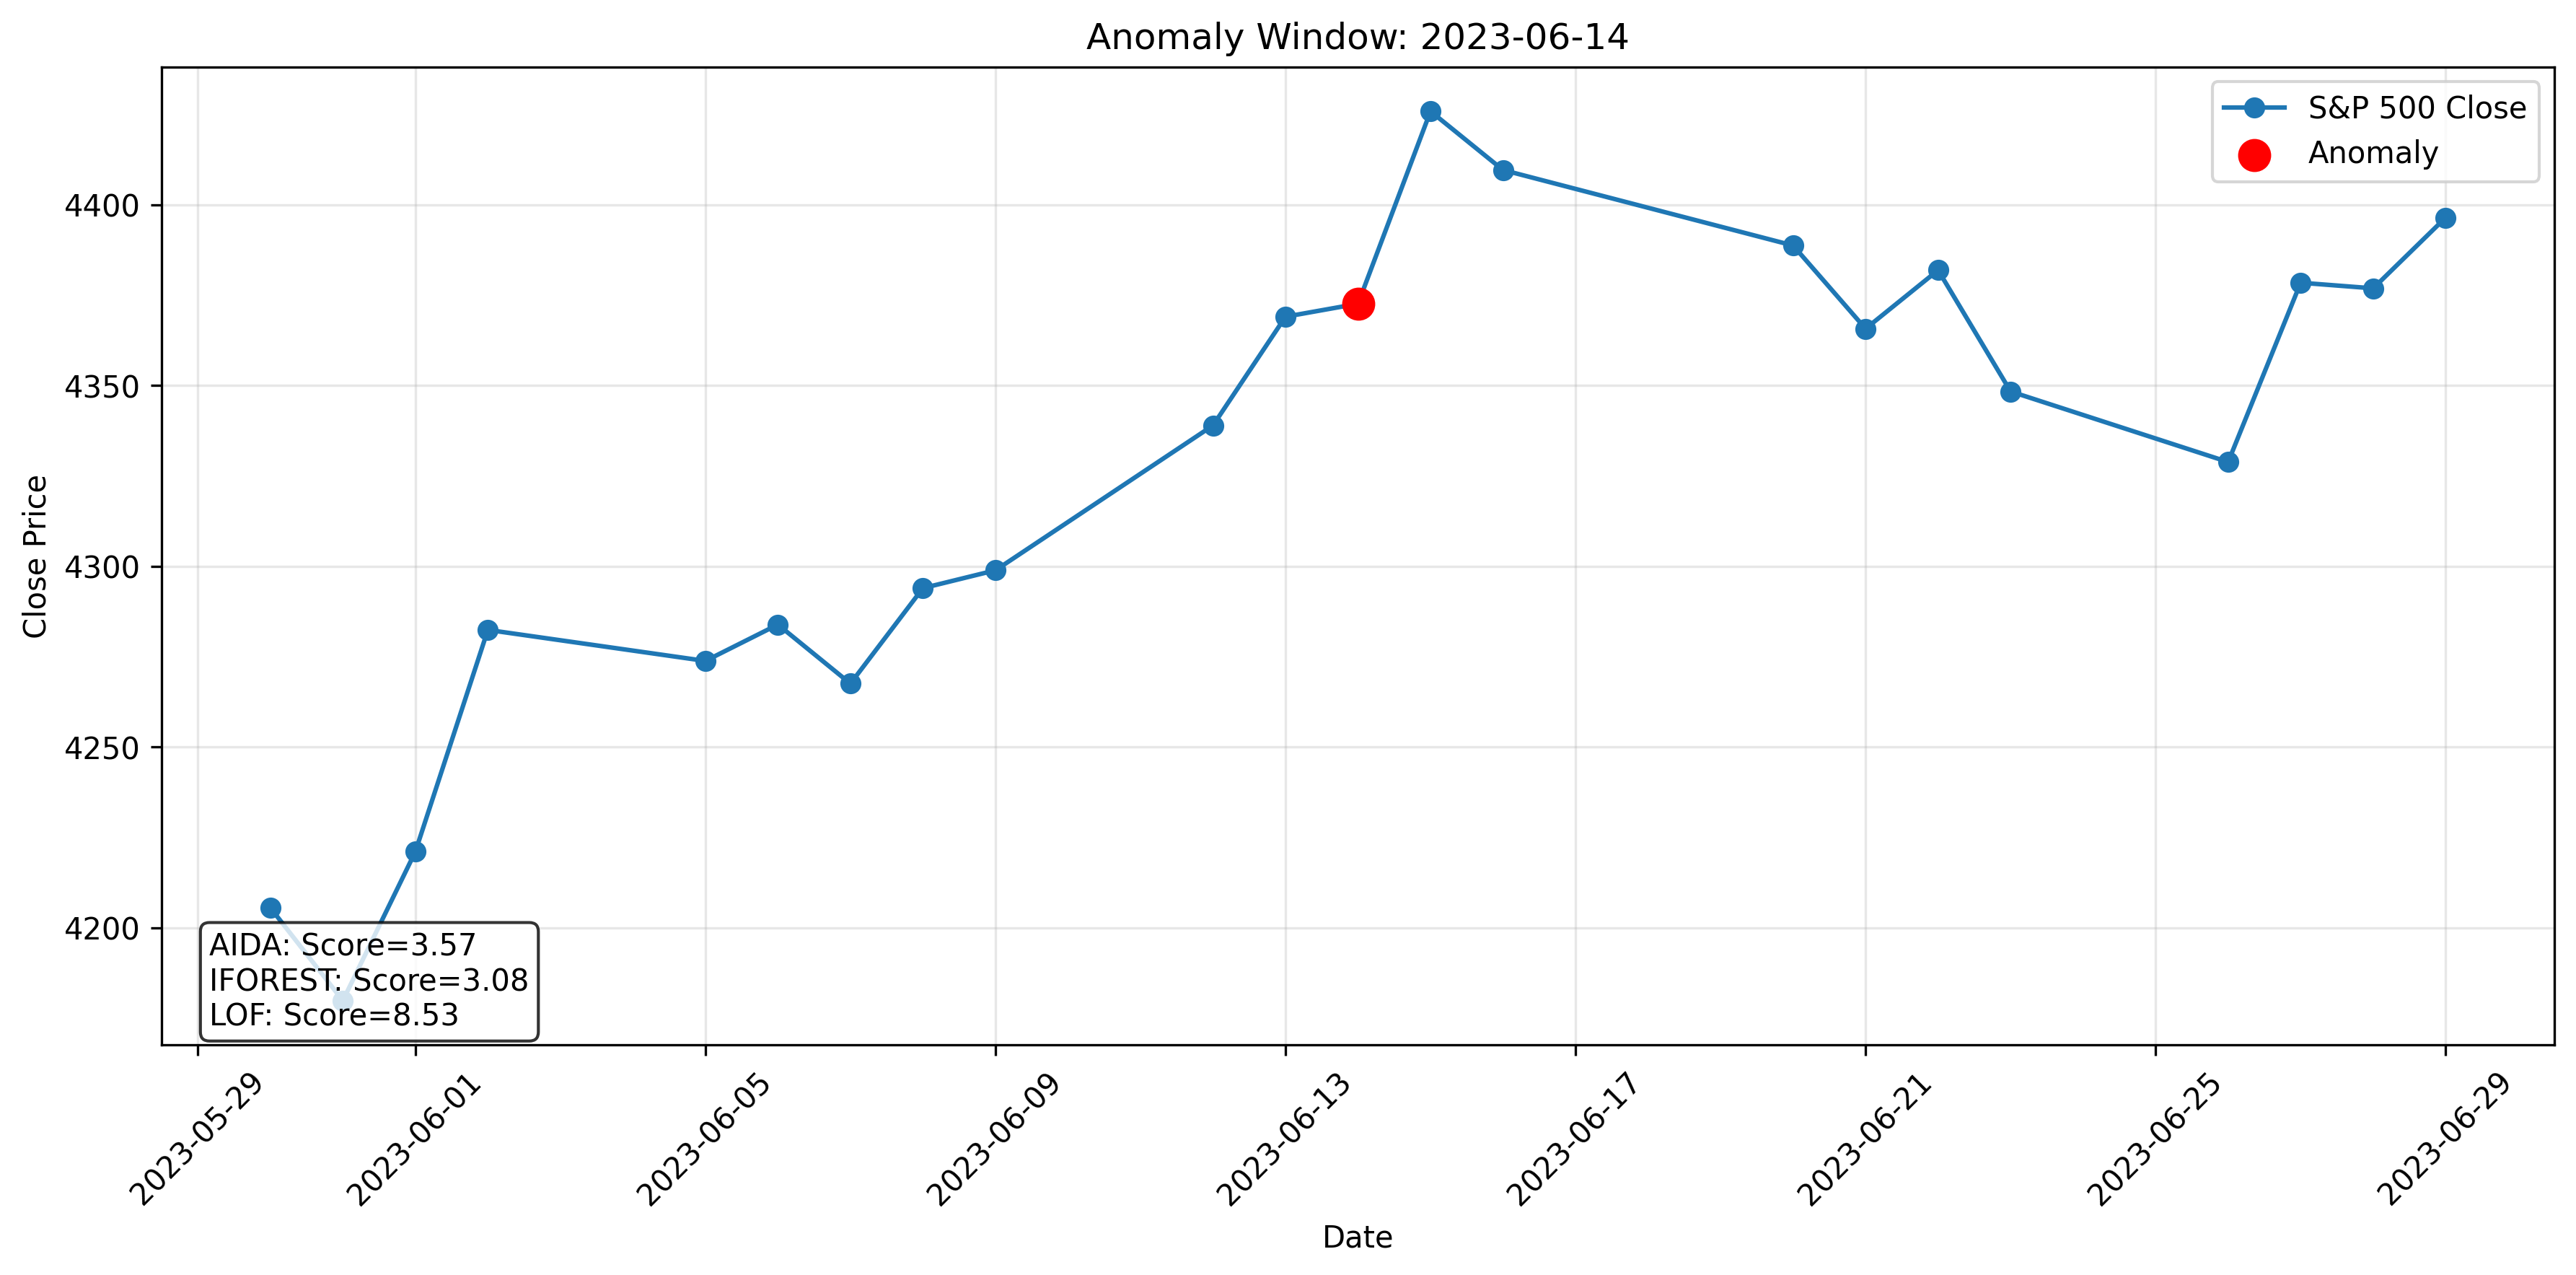 Anomaly Window: 2023-06-14
S&P 500 Close
Anomaly
Close Price
4400
4350
4300
4250
4200
AIDA: Score=3.57
IFOREST: Score=3.08
LOF: Score=8.53
2023-05-29
2023-06-01
2023-06-05
2023-06-09
2023-06-13
2023-06-17
2023-06-21
2023-06-25
2023-06-29
Date